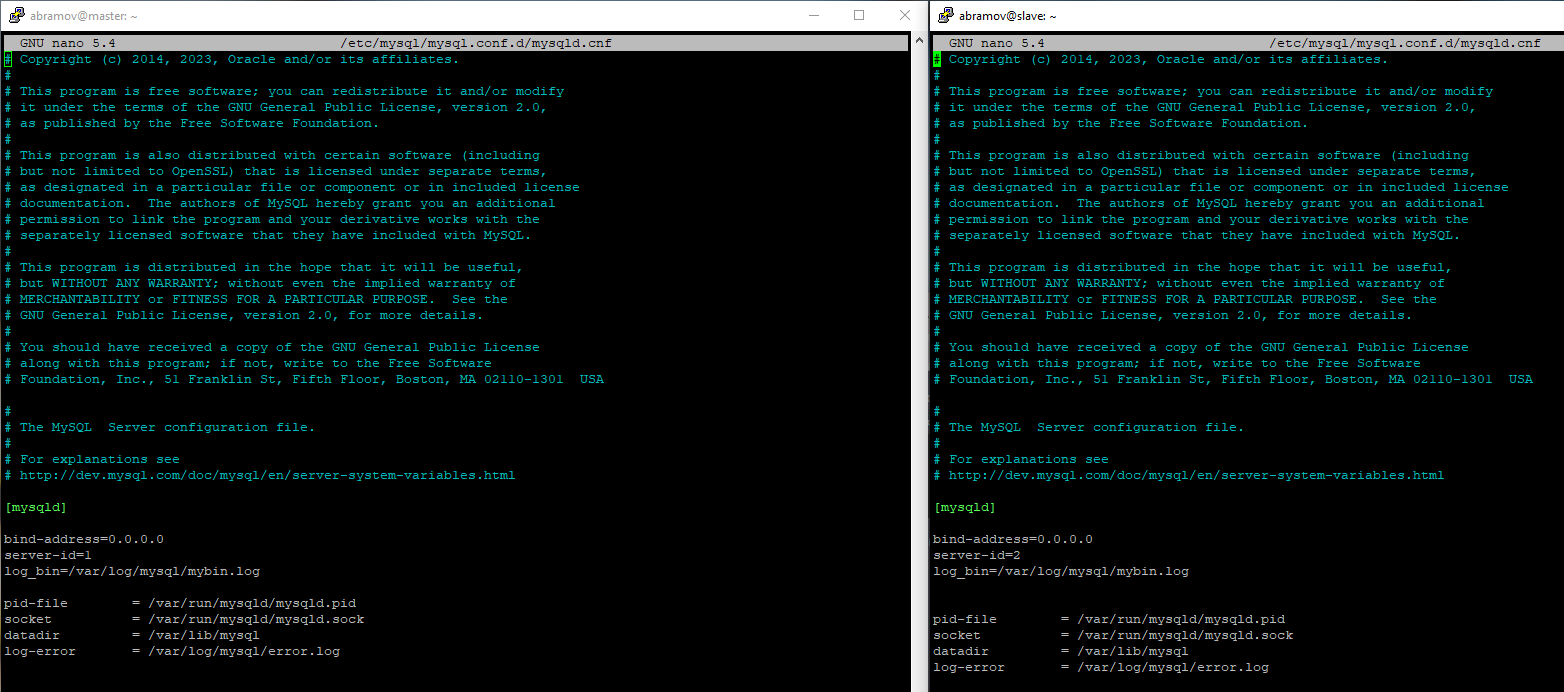 abramov@master: ~
GNU nano 5.4 /etc/mysql/mysql.conf.d/mysqld.cnf
# Copyright (c) 2014, 2023, Oracle and/or its affiliates.
#
# This program is free software; you can redistribute it and/or modify
# it under the terms of the GNU General Public License, version 2.0,
# as published by the Free Software Foundation.
#
# This program is also distributed with certain software (including
# but not limited to OpenSSL) that is licensed under separate terms,
# as designated in a particular file or component or in included license
# documentation.  The authors of MySQL hereby grant you an additional
# permission to link the program and your derivative works with the
# separately licensed software that they have included with MySQL.
#
# This program is distributed in the hope that it will be useful,
# but WITHOUT ANY WARRANTY; without even the implied warranty of
# MERCHANTABILITY or FITNESS FOR A PARTICULAR PURPOSE.  See the
# GNU General Public License, version 2.0, for more details.
#
# You should have received a copy of the GNU General Public License
# along with this program; if not, write to the Free Software
# Foundation, Inc., 51 Franklin St, Fifth Floor, Boston, MA 02110-1301  USA
#
# The MySQL  Server configuration file.
#
# For explanations see
# http://dev.mysql.com/doc/mysql/en/server-system-variables.html
[mysqld]
bind-address=0.0.0.0
server-id=1
log_bin=/var/log/mysql/mybin.log
pid-file        = /var/run/mysqld/mysqld.pid
socket          = /var/run/mysqld/mysqld.sock
datadir         = /var/lib/mysql
log-error       = /var/log/mysql/error.log
abramov@slave: ~
GNU nano 5.4 /etc/mysql/mysql.conf.d/mysqld.cnf
# Copyright (c) 2014, 2023, Oracle and/or its affiliates.
#
# This program is free software; you can redistribute it and/or modify
# it under the terms of the GNU General Public License, version 2.0,
# as published by the Free Software Foundation.
#
# This program is also distributed with certain software (including
# but not limited to OpenSSL) that is licensed under separate terms,
# as designated in a particular file or component or in included license
# documentation.  The authors of MySQL hereby grant you an additional
# permission to link the program and your derivative works with the
# separately licensed software that they have included with MySQL.
#
# This program is distributed in the hope that it will be useful,
# but WITHOUT ANY WARRANTY; without even the implied warranty of
# MERCHANTABILITY or FITNESS FOR A PARTICULAR PURPOSE.  See the
# GNU General Public License, version 2.0, for more details.
#
# You should have received a copy of the GNU General Public License
# along with this program; if not, write to the Free Software
# Foundation, Inc., 51 Franklin St, Fifth Floor, Boston, MA 02110-1301  USA
#
# The MySQL  Server configuration file.
#
# For explanations see
# http://dev.mysql.com/doc/mysql/en/server-system-variables.html
[mysqld]
bind-address=0.0.0.0
server-id=2
log_bin=/var/log/mysql/mybin.log
pid-file        = /var/run/mysqld/mysqld.pid
socket          = /var/run/mysqld/mysqld.sock
datadir         = /var/lib/mysql
log-error       = /var/log/mysql/error.log